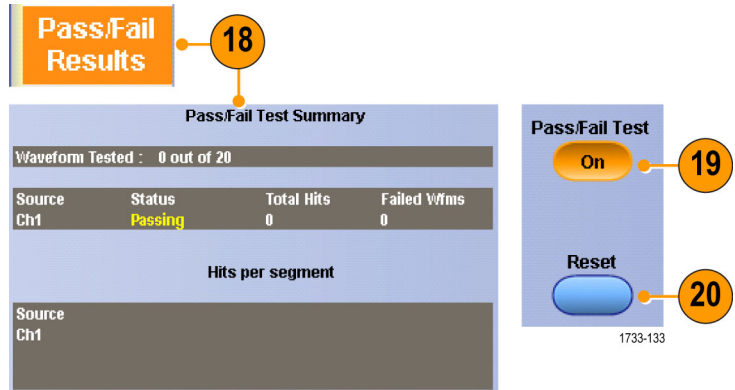 Pass/Fail
Results
18
Pass/Fail Test Summary
Waveform Tested : 0 out of 20
Source Status Total Hits Failed Wfms
Ch1 Passing 0 0
Hits per segment
Source
Ch1
Pass/Fail Test
On
19
Reset
20
1733-133